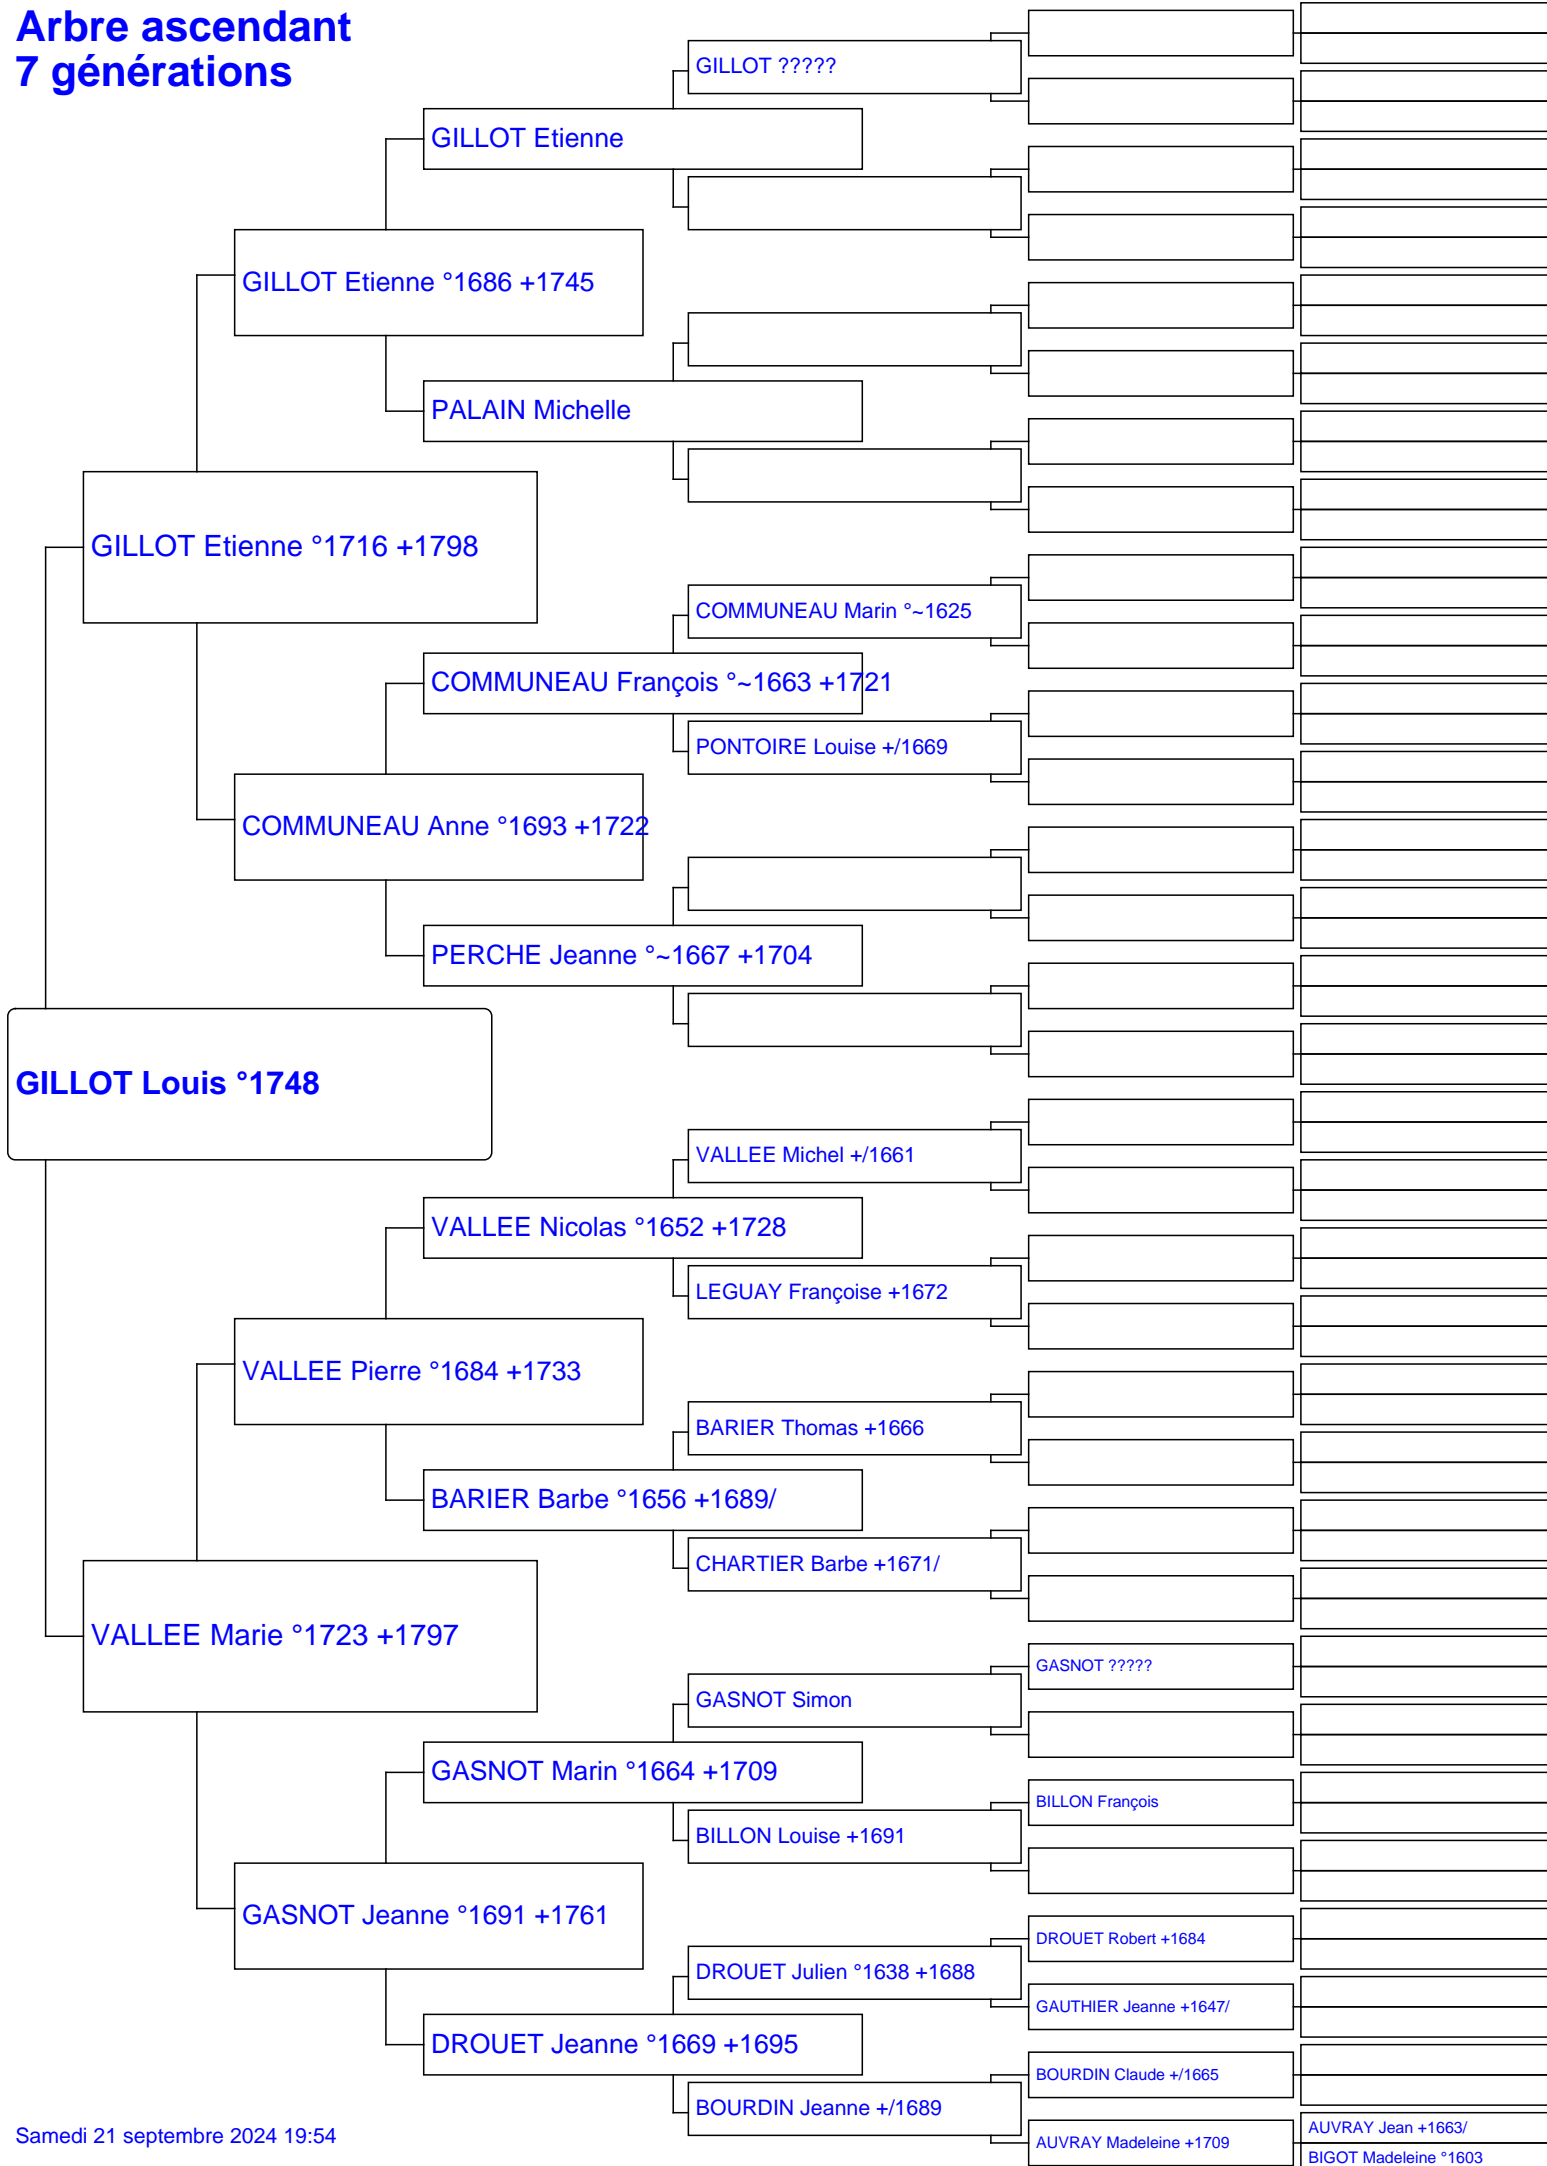 Arbre ascendant
7 générations
GILLOT ?????
GILLOT Etienne
GILLOT Etienne °1686 +1745
PALAIN Michelle
GILLOT Etienne °1716 +1798
COMMUNEAU Marin °~1625
COMMUNEAU François °~1663 +1721
PONTOIRE Louise +/1669
COMMUNEAU Anne °1693 +1722
PERCHE Jeanne °~1667 +1704
GILLOT Louis °1748
VALLEE Michel +/1661
VALLEE Nicolas °1652 +1728
LEGUAY Françoise +1672
VALLEE Pierre °1684 +1733
BARIER Thomas +1666
BARIER Barbe °1656 +1689/
CHARTIER Barbe +1671/
VALLEE Marie °1723 +1797
GASNOT ?????
GASNOT Simon
GASNOT Marin °1664 +1709
BILLON François
BILLON Louise +1691
GASNOT Jeanne °1691 +1761
DROUET Robert +1684
DROUET Julien °1638 +1688
GAUTHIER Jeanne +1647/
DROUET Jeanne °1669 +1695
BOURDIN Claude +/1665
BOURDIN Jeanne +/1689
AUVRAY Jean +1663/
AUVRAY Madeleine +1709
BIGOT Madeleine °1603
Samedi 21 septembre 2024 19:54